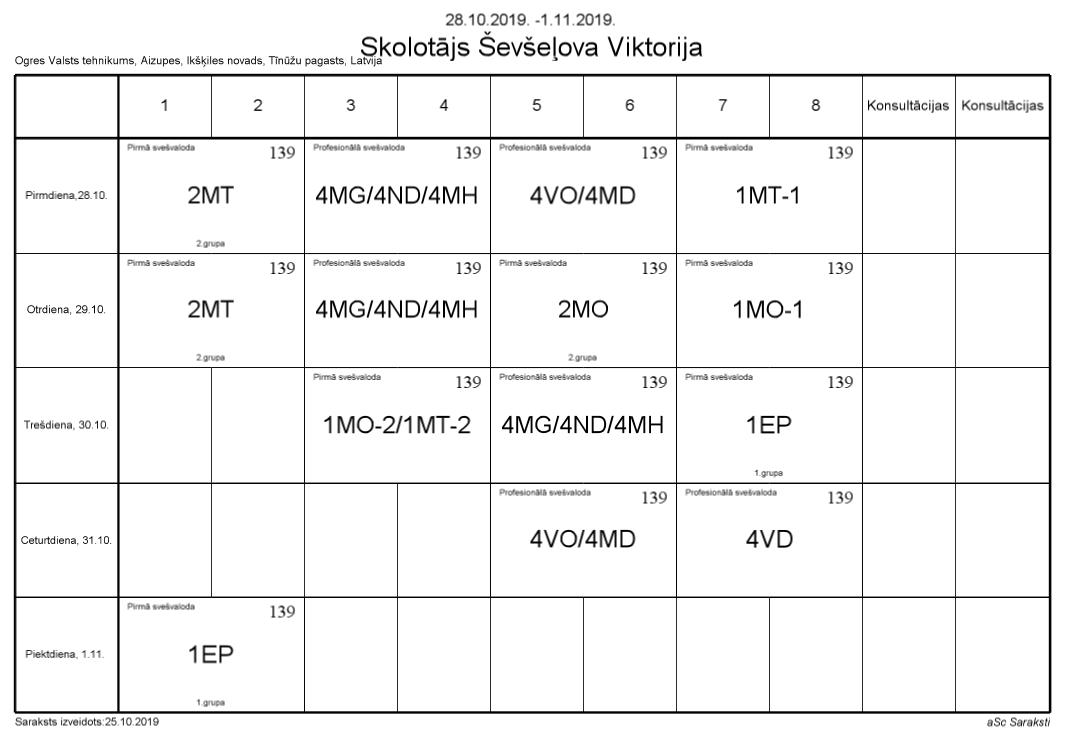 28.10.2019. -1.11.2019.
Skolotājs Ševšeļova Viktorija
Ogres Valsts tehnikums, Aizupes, Ikšķiles novads, Tīnūžu pagasts, Latvija
1 2 3 4 5 6 7 8 Konsultācijas Konsultācijas
Pirmdiena,28.10.
Pirmā svešvaloda 139
2MT
2.grupa
Profesionālā svešvaloda 139
4MG/4ND/4MH
Profesionālā svešvaloda 139
4VO/4MD
Pirmā svešvaloda 139
1MT-1
Otrdiena, 29.10.
Pirmā svešvaloda 139
2MT
2.grupa
Profesionālā svešvaloda 139
4MG/4ND/4MH
Pirmā svešvaloda 139
2MO
2.grupa
Pirmā svešvaloda 139
1MO-1
Trešdiena, 30.10.
Pirmā svešvaloda 139
1MO-2/1MT-2
Profesionālā svešvaloda 139
4MG/4ND/4MH
Pirmā svešvaloda 139
1EP
1.grupa
Ceturtdiena, 31.10.
Profesionālā svešvaloda 139
4VO/4MD
Profesionālā svešvaloda 139
4VD
Piektdiena, 1.11.
Pirmā svešvaloda 139
1EP
1.grupa
Saraksts izveidots:25.10.2019
aSc Saraksti